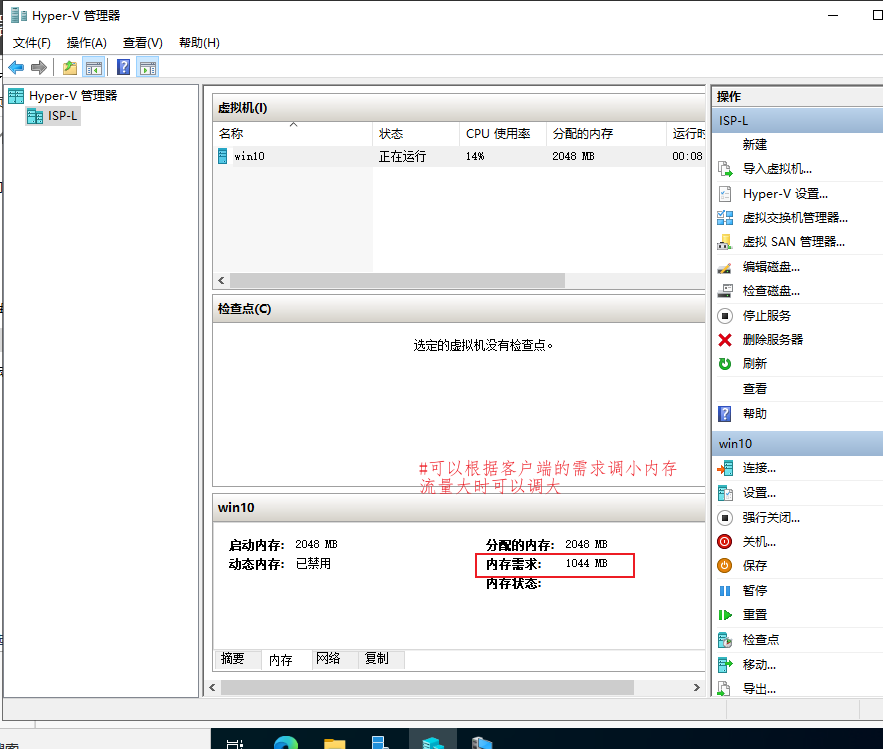 Hyper-V 管理器
文件(F) 操作(A) 查看(V) 帮助(H)
Hyper-V 管理器
ISP-L
虚拟机(I)
名称 状态 CPU 使用率 分配的内存 运行时
win10 正在运行 14% 2048 MB 00:08
检查点(C)
选定的虚拟机没有检查点。
#可以根据客户端的需求调小内存
流量大时可以调大
win10
启动内存: 2048 MB 分配的内存: 2048 MB
动态内存: 已禁用 内存需求: 1044 MB
内存状态:
摘要 内存 网络 复制
操作
ISP-L
新建
导入虚拟机...
Hyper-V 设置...
虚拟交换机管理器...
虚拟 SAN 管理器...
编辑磁盘...
检查磁盘...
停止服务
删除服务器
刷新
查看
帮助
win10
连接...
设置...
强行关闭...
关机...
保存
暂停
重置
检查点
移动...
导出...